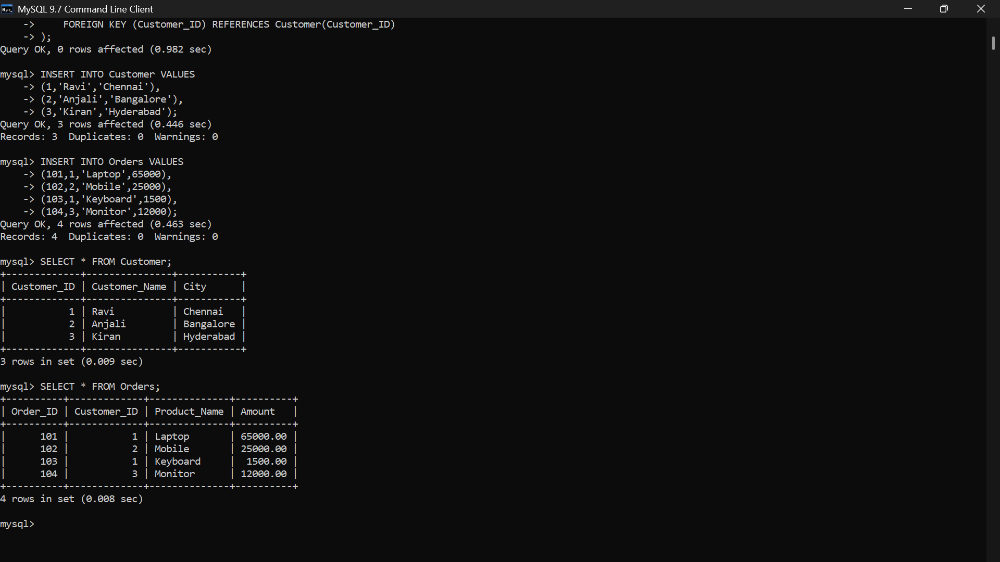 MySQL 9.7 Command Line Client
    ->     FOREIGN KEY (Customer_ID) REFERENCES Customer(Customer_ID)
    -> );
Query OK, 0 rows affected (0.982 sec)
mysql> INSERT INTO Customer VALUES
    -> (1,'Ravi','Chennai'),
    -> (2,'Anjali','Bangalore'),
    -> (3,'Kiran','Hyderabad');
Query OK, 3 rows affected (0.446 sec)
Records: 3  Duplicates: 0  Warnings: 0
mysql> INSERT INTO Orders VALUES
    -> (101,1,'Laptop',65000),
    -> (102,2,'Mobile',25000),
    -> (103,1,'Keyboard',1500),
    -> (104,3,'Monitor',12000);
Query OK, 4 rows affected (0.463 sec)
Records: 4  Duplicates: 0  Warnings: 0
mysql> SELECT * FROM Customer;
+-------------+---------------+-----------+
| Customer_ID | Customer_Name | City      |
+-------------+---------------+-----------+
|           1 | Ravi          | Chennai   |
|           2 | Anjali        | Bangalore |
|           3 | Kiran         | Hyderabad |
+-------------+---------------+-----------+
3 rows in set (0.009 sec)
mysql> SELECT * FROM Orders;
+----------+-------------+--------------+----------+
| Order_ID | Customer_ID | Product_Name | Amount   |
+----------+-------------+--------------+----------+
|      101 |           1 | Laptop       | 65000.00 |
|      102 |           2 | Mobile       | 25000.00 |
|      103 |           1 | Keyboard     |  1500.00 |
|      104 |           3 | Monitor      | 12000.00 |
+----------+-------------+--------------+----------+
4 rows in set (0.008 sec)
mysql>